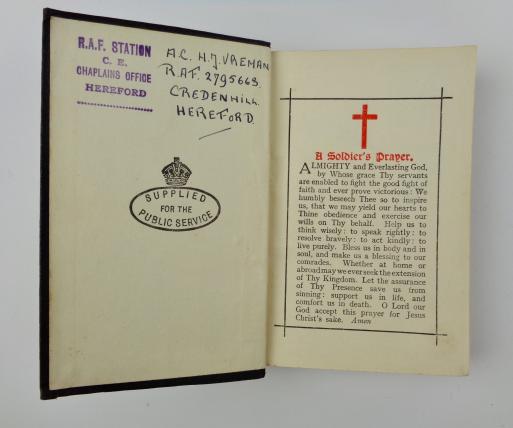 R.A.F. STATION
C. E.
CHAPLAINS OFFICE
HEREFORD
A.C. H.J. VREMAN
R.A.F. 2795663.
CREDENHILL.
HEREFORD.
SUPPLIED
FOR THE
PUBLIC SERVICE
A Soldier's Prayer.
ALMIGHTY and Everlasting God,
by Whose grace Thy servants
are enabled to fight the good fight of
faith and ever prove victorious: We
humbly beseech Thee so to inspire
us, that we may yield our hearts to
Thine obedience and exercise our
wills on Thy behalf. Help us to
think wisely: to speak rightly: to
resolve bravely: to act kindly: to
live purely. Bless us in body and in
soul, and make us a blessing to our
comrades. Whether at home or
abroad may we ever seek the extension
of Thy Kingdom. Let the assurance
of Thy Presence save us from
sinning: support us in life, and
comfort us in death. O Lord our
God accept this prayer for Jesus
Christ's sake. Amen